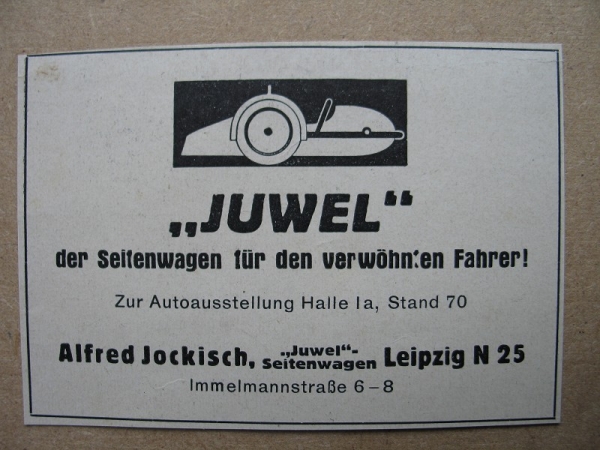 „JUWEL“
der Seitenwagen für den verwöhnten Fahrer!
Zur Autoausstellung Halle Ia, Stand 70
Alfred Jockisch, „Juwel“-Seitenwagen Leipzig N 25
Immelmannstraße 6-8